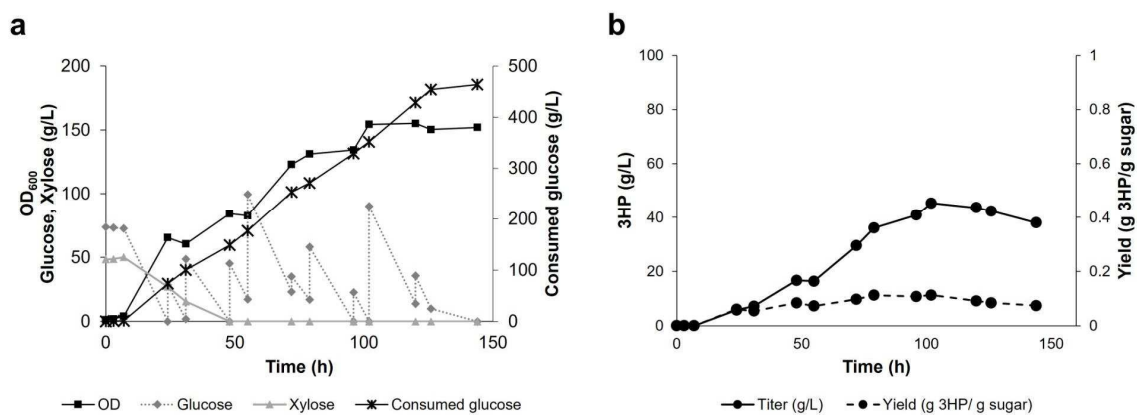 a
OD600
Glucose, Xylose (g/L)
200
150
100
50
0
500
400
300
200
100
0
Consumed glucose (g/L)
0
50
100
150
Time (h)
OD
Glucose
Xylose
Consumed glucose
b
3HP (g/L)
100
80
60
40
20
0
1
0.8
0.6
0.4
0.2
0
Yield (g 3HP/g sugar)
0
50
100
150
Time (h)
Titer (g/L)
Yield (g 3HP/ g sugar)